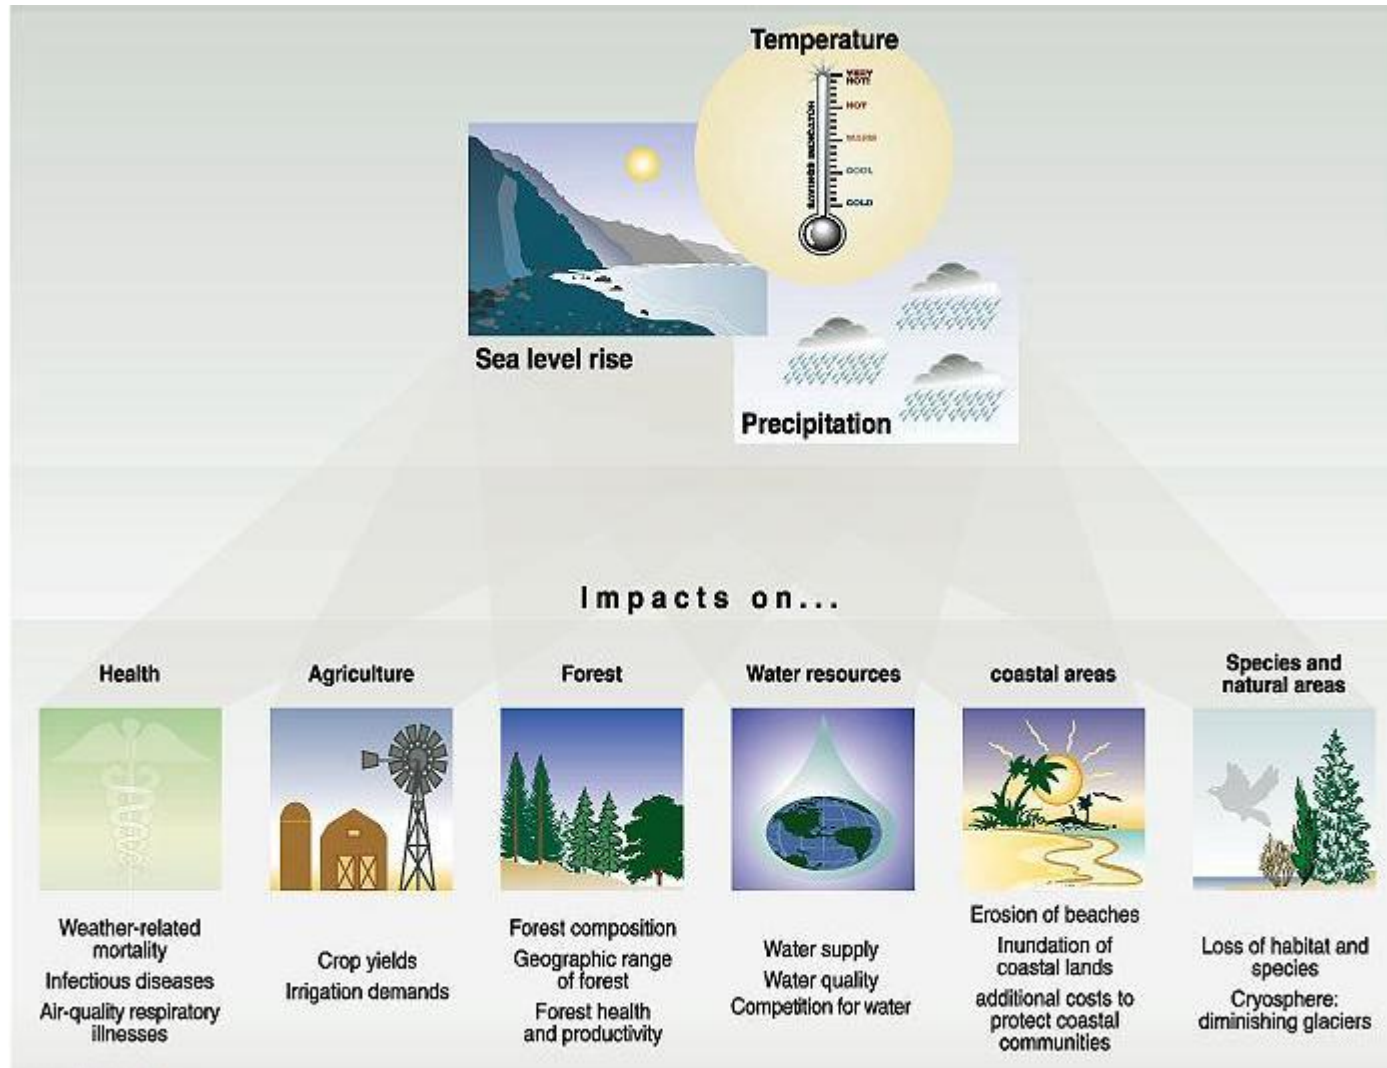 Temperature
VERY
HOT!
HOT
WARM
COOL
COLD
Sea level rise
Precipitation
Impacts on...
Health
Agriculture
Forest
Water resources
coastal areas
Species and
natural areas
Weather-related
mortality
Infectious diseases
Air-quality respiratory
illnesses
Crop yields
Irrigation demands
Forest composition
Geographic range
of forest
Forest health
and productivity
Water supply
Water quality
Competition for water
Erosion of beaches
Inundation of
coastal lands
additional costs to
protect coastal
communities
Loss of habitat and
species
Cryosphere:
diminishing glaciers